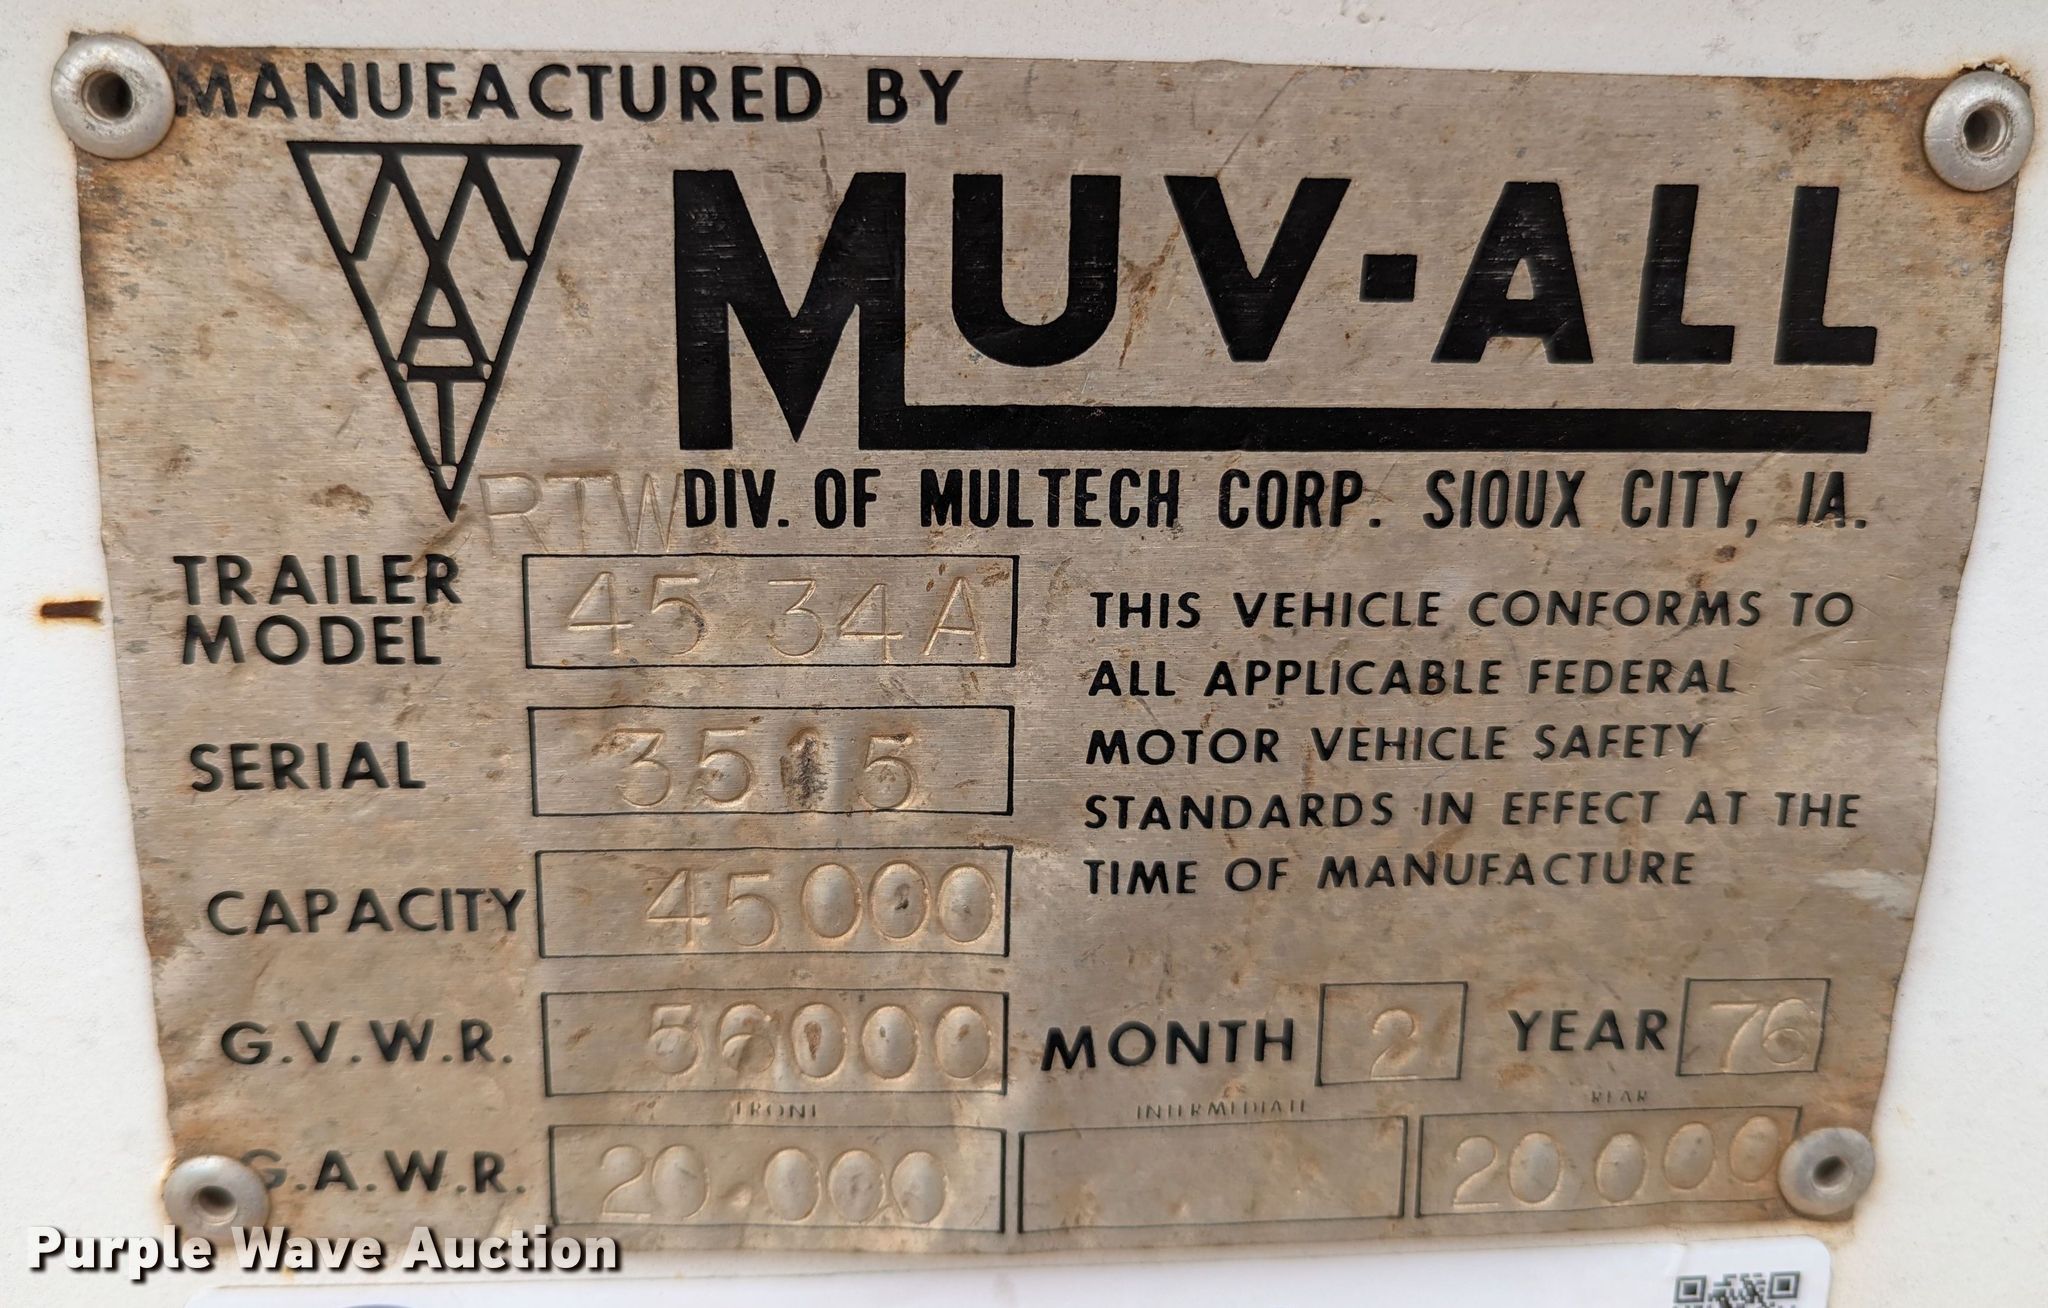 MANUFACTURED BY
MAT
MUV-ALL
RTW
DIV. OF MULTECH CORP. SIOUX CITY, IA.
TRAILER MODEL 45 34A
SERIAL 3515
CAPACITY 45000
G.V.W.R. 56000
THIS VEHICLE CONFORMS TO
ALL APPLICABLE FEDERAL
MOTOR VEHICLE SAFETY
STANDARDS IN EFFECT AT THE
TIME OF MANUFACTURE
MONTH 2 YEAR 76
FRONT INTERMEDIATE REAR
G.A.W.R. 20.000 20000
Purple Wave Auction